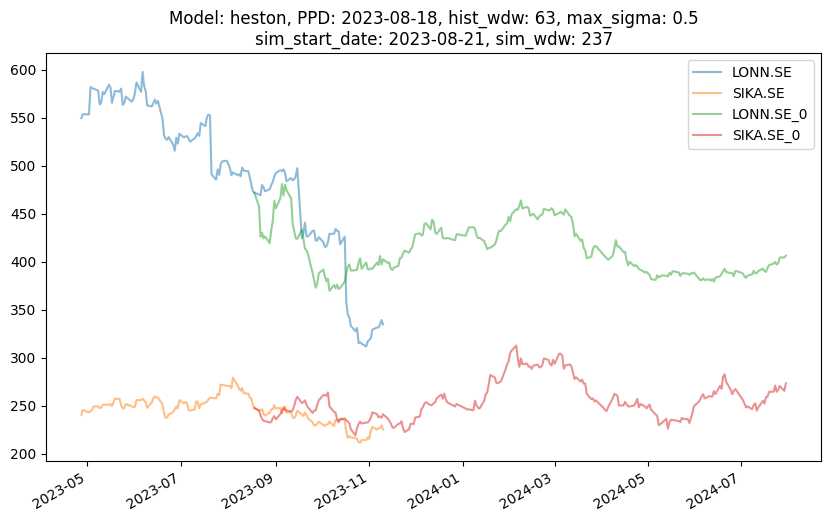 Model: heston, PPD: 2023-08-18, hist_wdw: 63, max_sigma: 0.5
sim_start_date: 2023-08-21, sim_wdw: 237
LONN.SE
SIKA.SE
LONN.SE_0
SIKA.SE_0
600
550
500
450
400
350
300
250
200
2023-05
2023-07
2023-09
2023-11
2024-01
2024-03
2024-05
2024-07